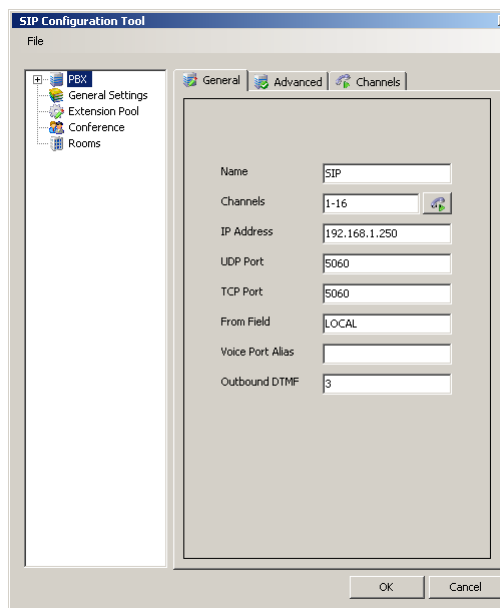 SIP Configuration Tool
File
PBX
General Settings
Extension Pool
Conference
Rooms
General Advanced Channels
Name SIP
Channels 1-16
IP Address 192.168.1.250
UDP Port 5060
TCP Port 5060
From Field LOCAL
Voice Port Alias
Outbound DTMF 3
OK Cancel